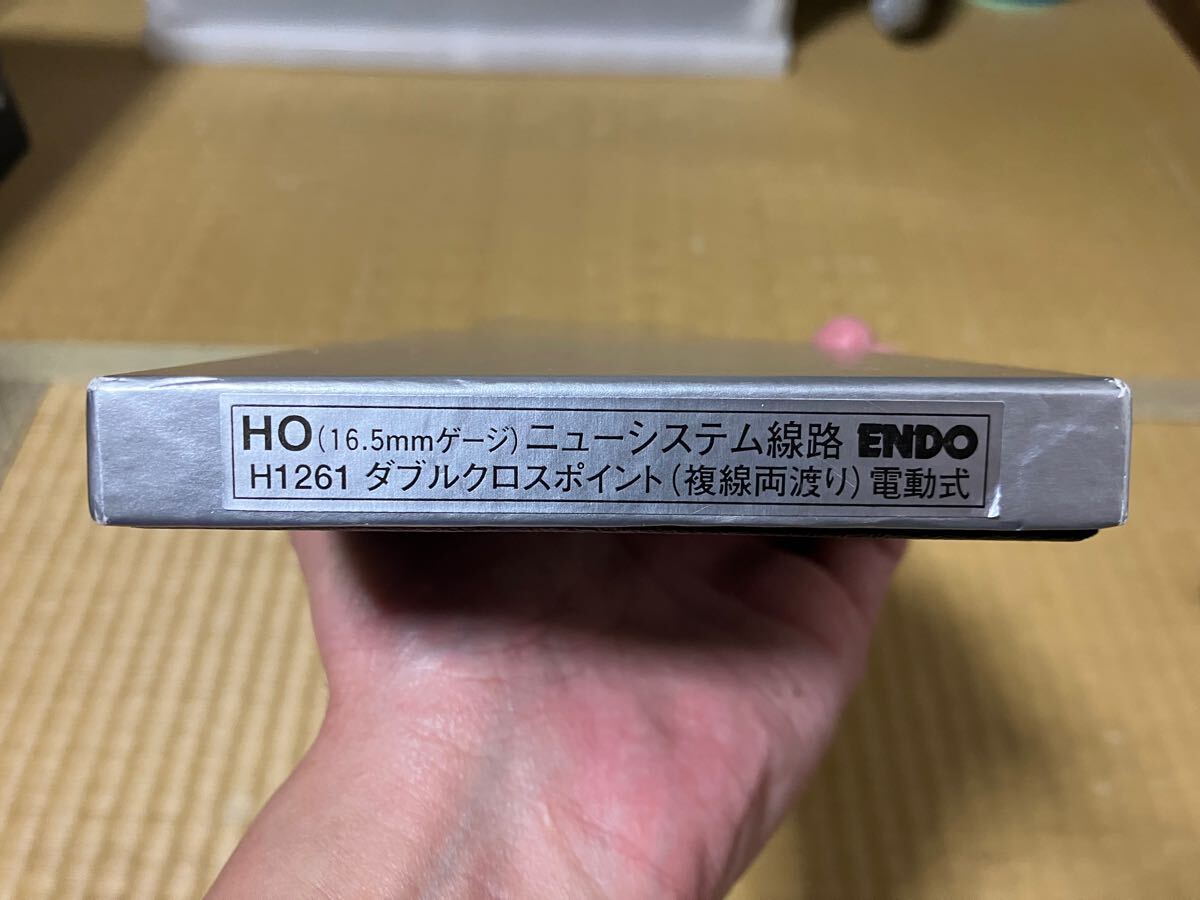 HO(16.5mmゲージ)ニューシステム線路 ENDO
H1261 ダブルクロスポイント(複線両渡り)電動式